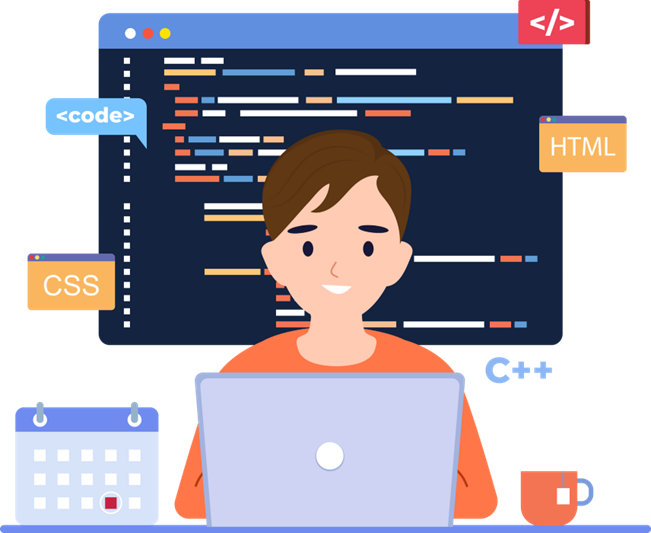 </>
<code>
HTML
CSS
C++